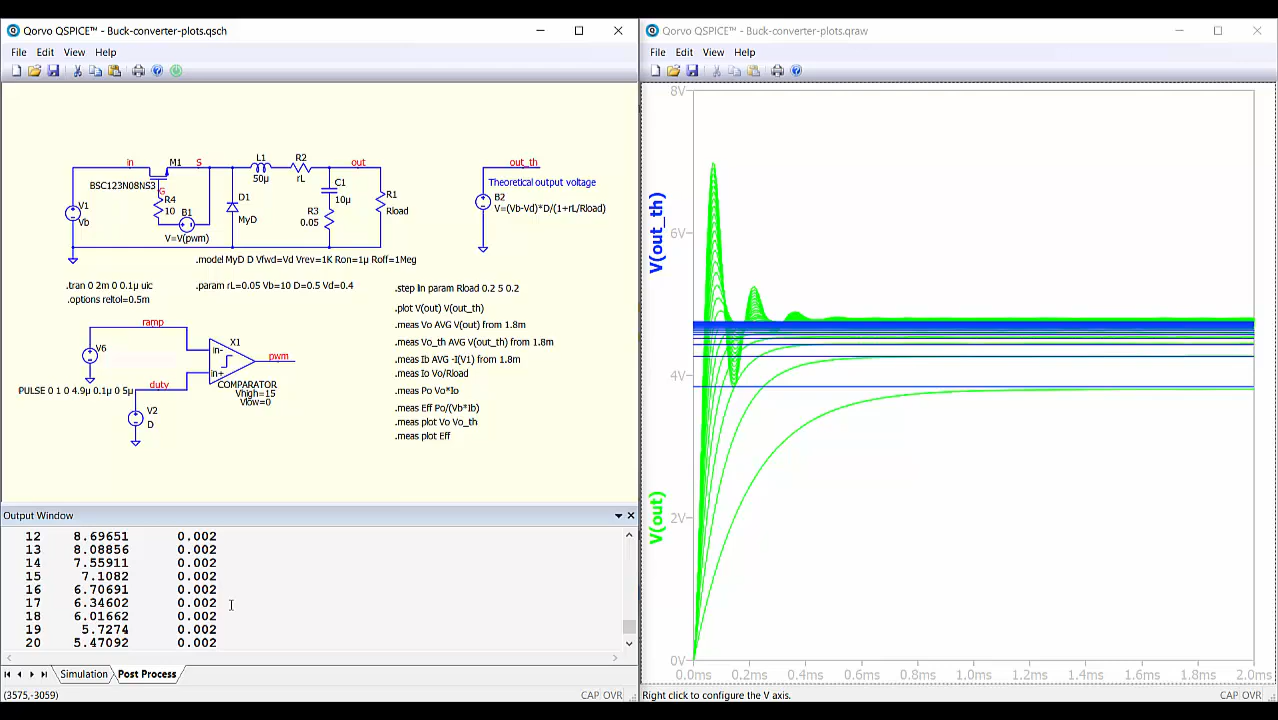 Qorvo QSPICE™ - Buck-converter-plots.qsch
File Edit View Help
in M1 S L1 R2 out
50µ rL
BSC123N08NS3
G
R4
10
V1
Vb
B1
V=V(pwm)
D1
MyD
C1
10µ
R3
0.05
R1
Rload
out_th
Theoretical output voltage
B2
V=(Vb-Vd)*D/(1+rL/Rload)
.model MyD D Vfwd=Vd Vrev=1K Ron=1µ Roff=1Meg
.tran 0 2m 0 0.1µ uic
.options reltol=0.5m
.param rL=0.05 Vb=10 D=0.5 Vd=0.4
.step lin param Rload 0.2 5 0.2
.plot V(out) V(out_th)
.meas Vo AVG V(out) from 1.8m
.meas Vo_th AVG V(out_th) from 1.8m
.meas Ib AVG -I(V1) from 1.8m
.meas Io Vo/Rload
.meas Po Vo*Io
.meas Eff Po/(Vb*Ib)
.meas plot Vo Vo_th
.meas plot Eff
ramp
V6
PULSE 0 1 0 4.9µ 0.1µ 0 5µ
duty
V2
D
X1
in-
in+
pwm
COMPARATOR
Vhigh=15
Vlow=0
Output Window
12 8.69651 0.002
13 8.08856 0.002
14 7.55911 0.002
15 7.1082 0.002
16 6.70691 0.002
17 6.34602 0.002
18 6.01662 0.002
19 5.7274 0.002
20 5.47092 0.002
Simulation Post Process
(3575,-3059) CAP OVR
Qorvo QSPICE™ - Buck-converter-plots.qraw
File Edit View Help
8V
6V
4V
2V
0V
V(out_th)
V(out)
0.0ms 0.2ms 0.4ms 0.6ms 0.8ms 1.0ms 1.2ms 1.4ms 1.6ms 1.8ms 2.0ms
Right click to configure the V axis. CAP OVR